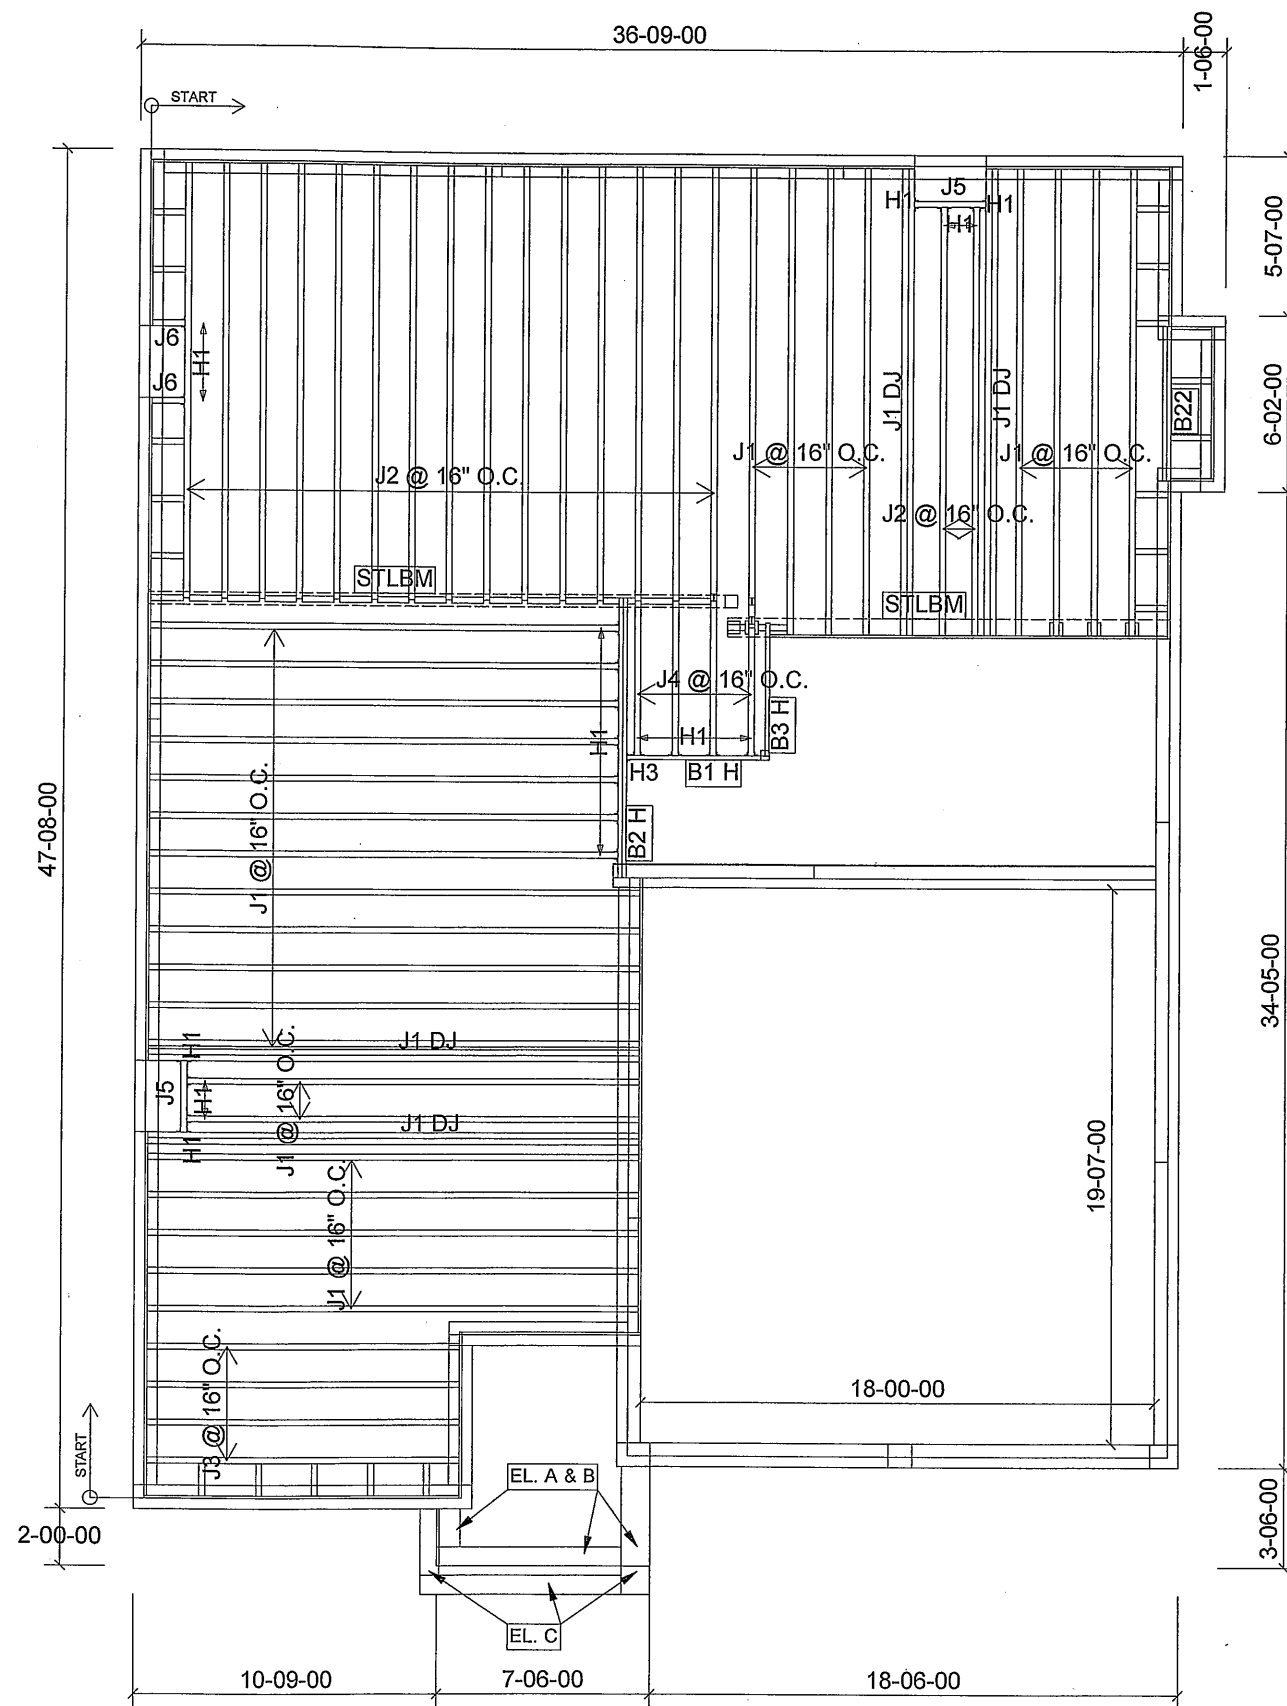 36-09-00
1-06-00
START
5-07-00
J5
H1
H1
H1
J6
H1
J6
6-02-00
J1 DJ
J1 DJ
B22
J1 @ 16" O.C.
J1 @ 16" O.C.
J2 @ 16" O.C.
J2 @ 16" O.C.
STLBM
STLBM
J4 @ 16" O.C.
B3 H
H1
H1
H3
B1 H
B2 H
47-08-00
J1 @ 16" O.C.
34-05-00
J1 DJ
H1
J5
H1
J1 @ 16" O.C.
J1 DJ
H1
19-07-00
J1 @ 16" O.C.
18-00-00
J3 @ 16" O.C.
START
EL. A & B
2-00-00
3-06-00
EL. C
10-09-00
7-06-00
18-06-00